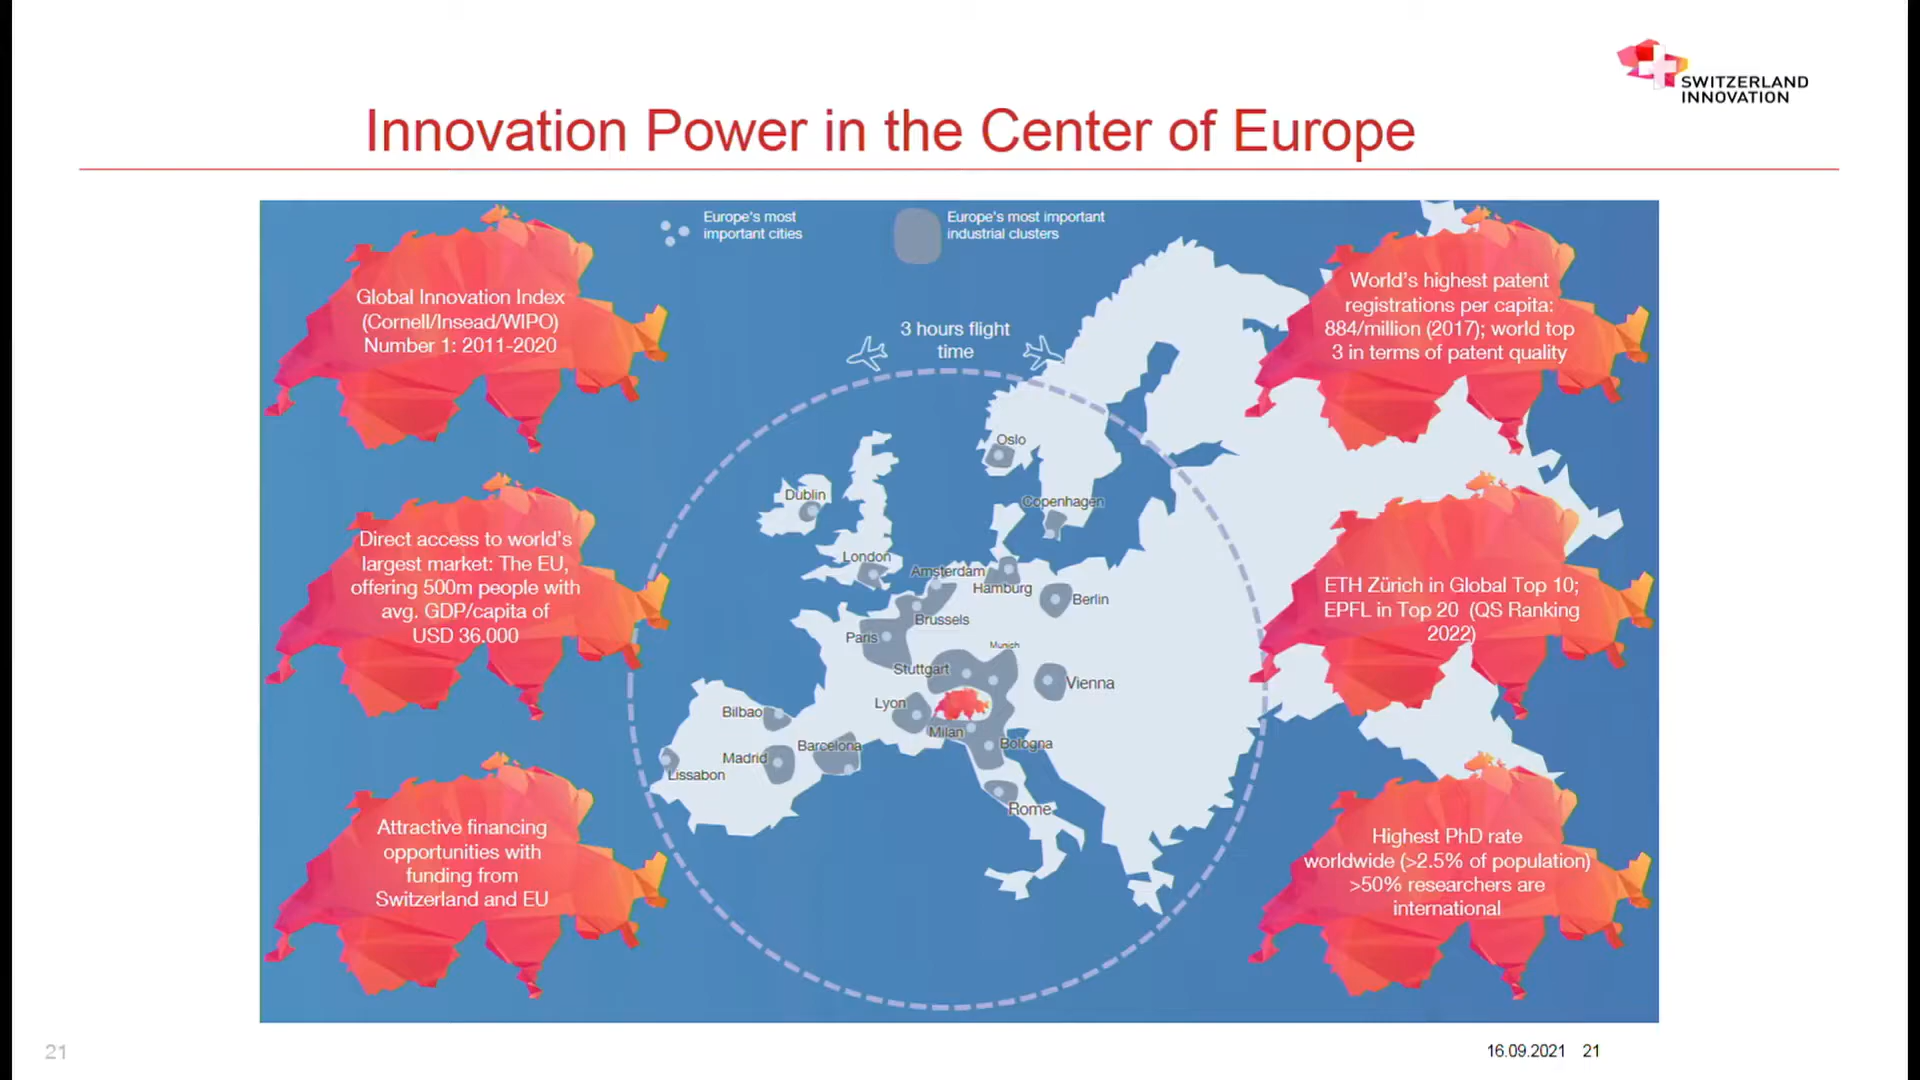 SWITZERLAND
INNOVATION
Innovation Power in the Center of Europe
Europe's most
important cities
Europe's most important
industrial clusters
Global Innovation Index
(Cornell/Insead/WIPO)
Number 1: 2011-2020
3 hours flight
time
World's highest patent
registrations per capita:
884/million (2017); world top
3 in terms of patent quality
Oslo
Dublin
Copenhagen
London
Amsterdam
Hamburg
Berlin
Brussels
Paris
Munich
Stuttgart
Vienna
Lyon
Bilbao
Milan
Barcelona
Bologna
Madrid
Lissabon
Rome
Direct access to world's
largest market: The EU,
offering 500m people with
avg. GDP/capita of
USD 36.000
ETH Zürich in Global Top 10;
EPFL in Top 20 (QS Ranking
2022)
Attractive financing
opportunities with
funding from
Switzerland and EU
Highest PhD rate
worldwide (>2.5% of population)
>50% researchers are
international
21
16.09.2021 21